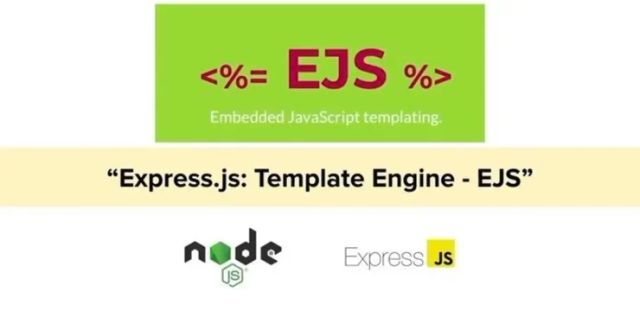 <%= EJS %>
Embedded JavaScript templating.
“Express.js: Template Engine - EJS”
node
JS
Express JS